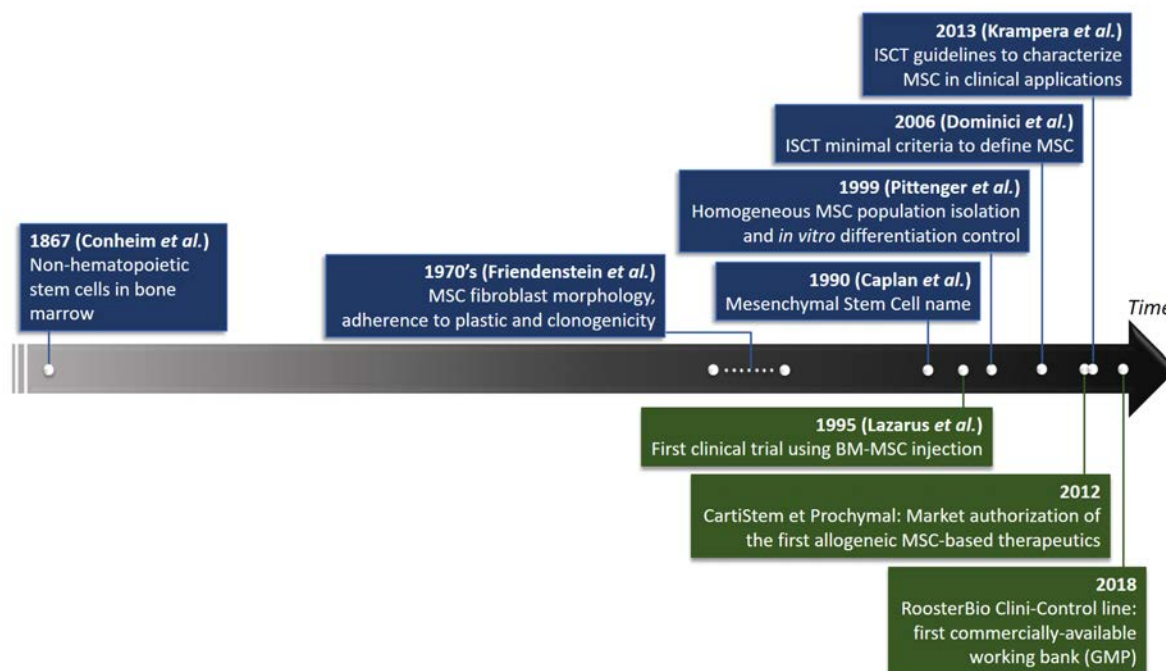 2013 (Krampera et al.)
ISCT guidelines to characterize
MSC in clinical applications
2006 (Dominici et al.)
ISCT minimal criteria to define MSC
1999 (Pittenger et al.)
Homogeneous MSC population isolation
and in vitro differentiation control
1867 (Conheim et al.)
Non-hematopoietic
stem cells in bone
marrow
1970's (Friendenstein et al.)
MSC fibroblast morphology,
adherence to plastic and clonogenicity
1990 (Caplan et al.)
Mesenchymal Stem Cell name
Time
1995 (Lazarus et al.)
First clinical trial using BM-MSC injection
2012
CartiStem et Prochymal: Market authorization of
the first allogeneic MSC-based therapeutics
2018
RoosterBio Clini-Control line:
first commercially-available
working bank (GMP)